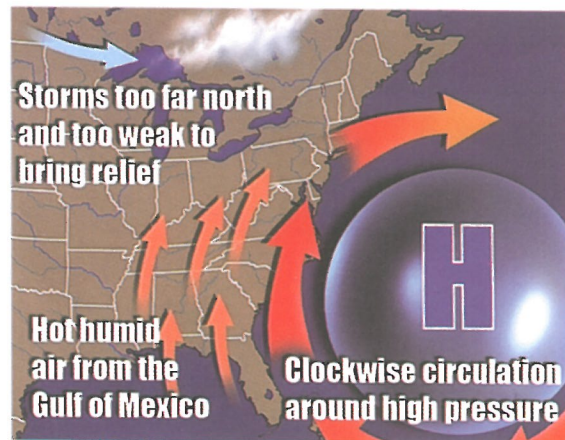 Storms too far north
and too weak to
bring relief
H
Hot humid
air from the
Gulf of Mexico
Clockwise circulation
around high pressure